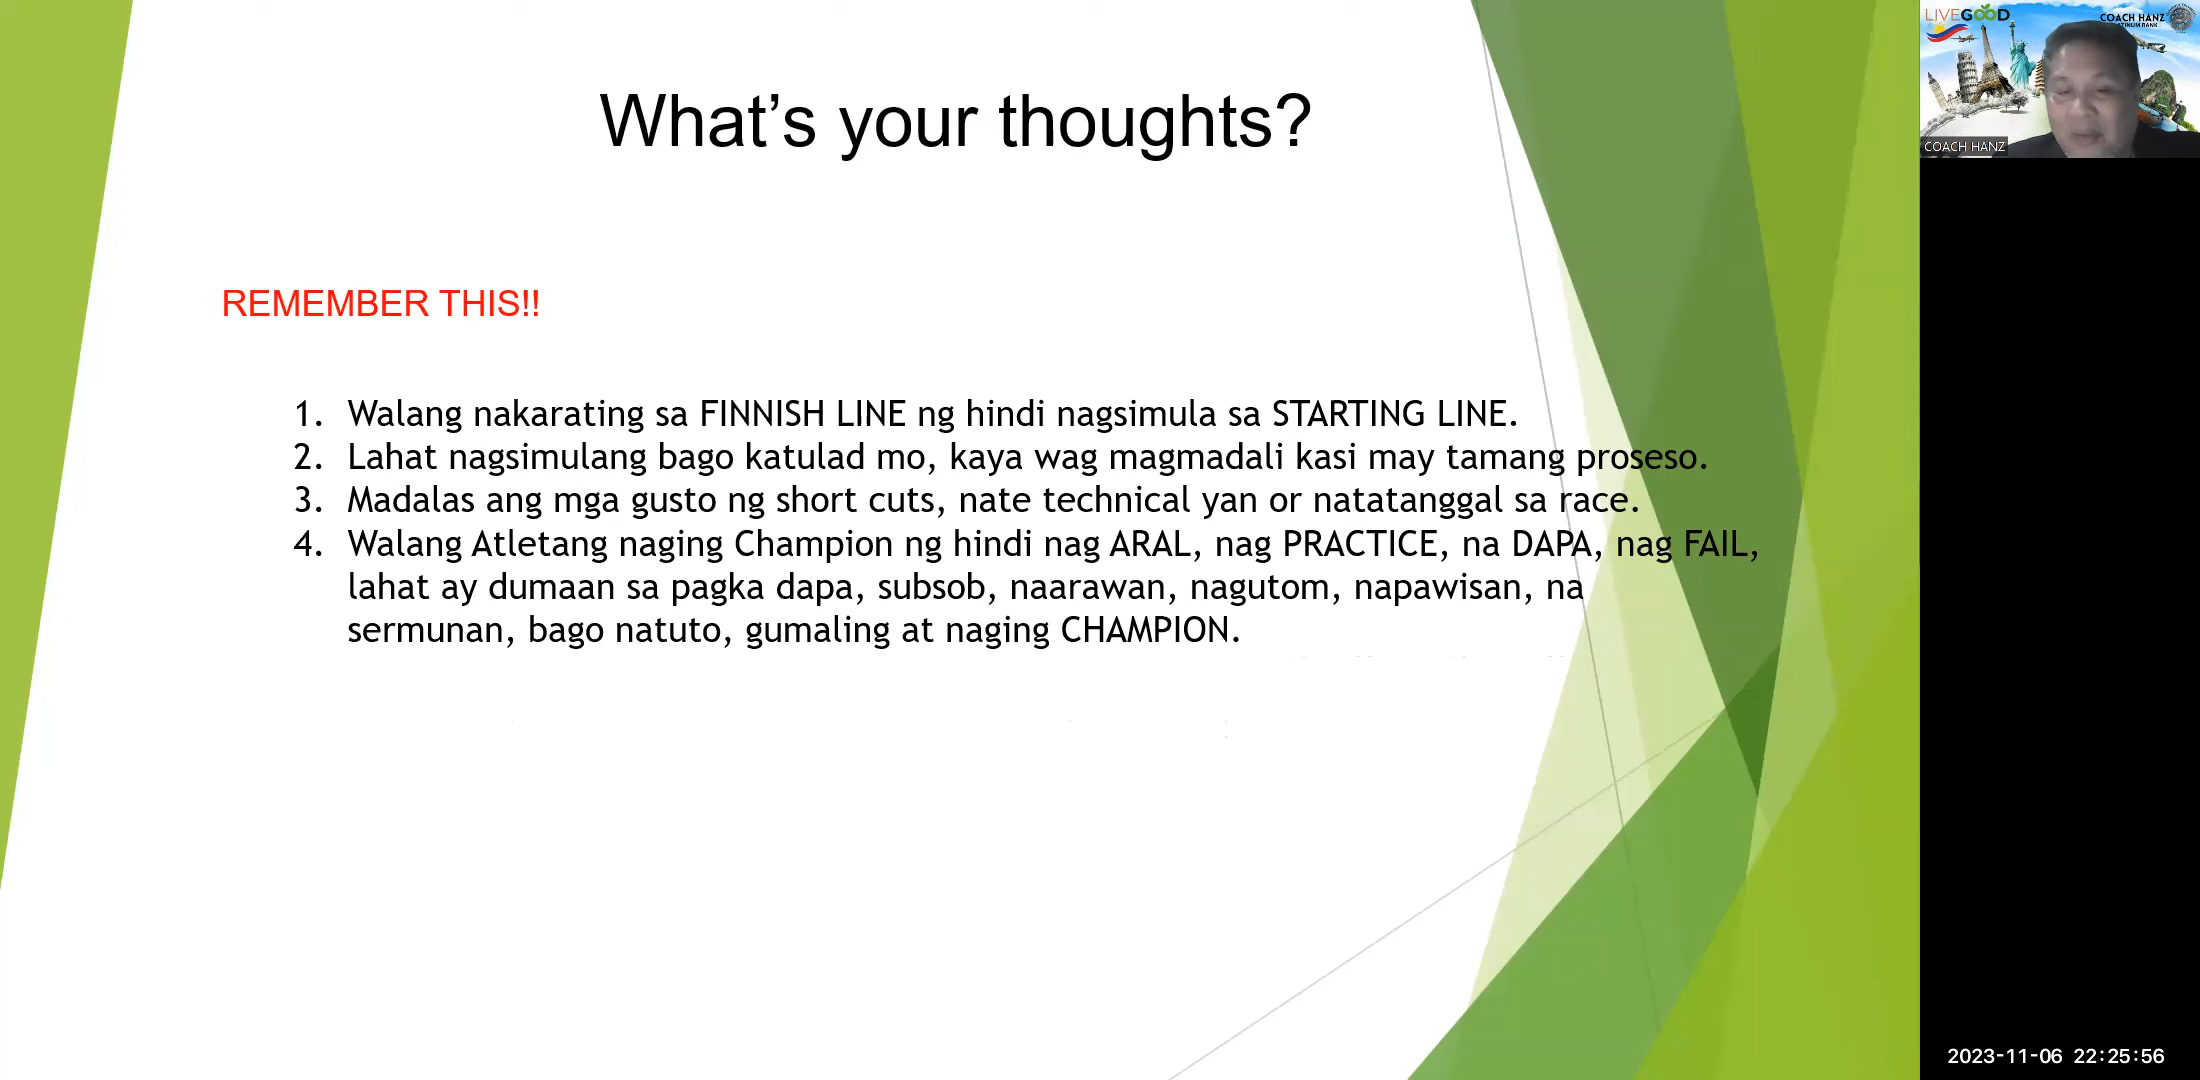 What's your thoughts?
REMEMBER THIS!!
1. Walang nakarating sa FINNISH LINE ng hindi nagsimula sa STARTING LINE.
2. Lahat nagsimulang bago katulad mo, kaya wag magmadali kasi may tamang proseso.
3. Madalas ang mga gusto ng short cuts, nate technical yan or natatanggal sa race.
4. Walang Atletang naging Champion ng hindi nag ARAL, nag PRACTICE, na DAPA, nag FAIL,
lahat ay dumaan sa pagka dapa, subsob, naarawan, nagutom, napawisan, na
sermunan, bago natuto, gumaling at naging CHAMPION.
LIVEGOOD
COACH HANZ
PLATINUM RANK
COACH HANZ
2023-11-06 22:25:56